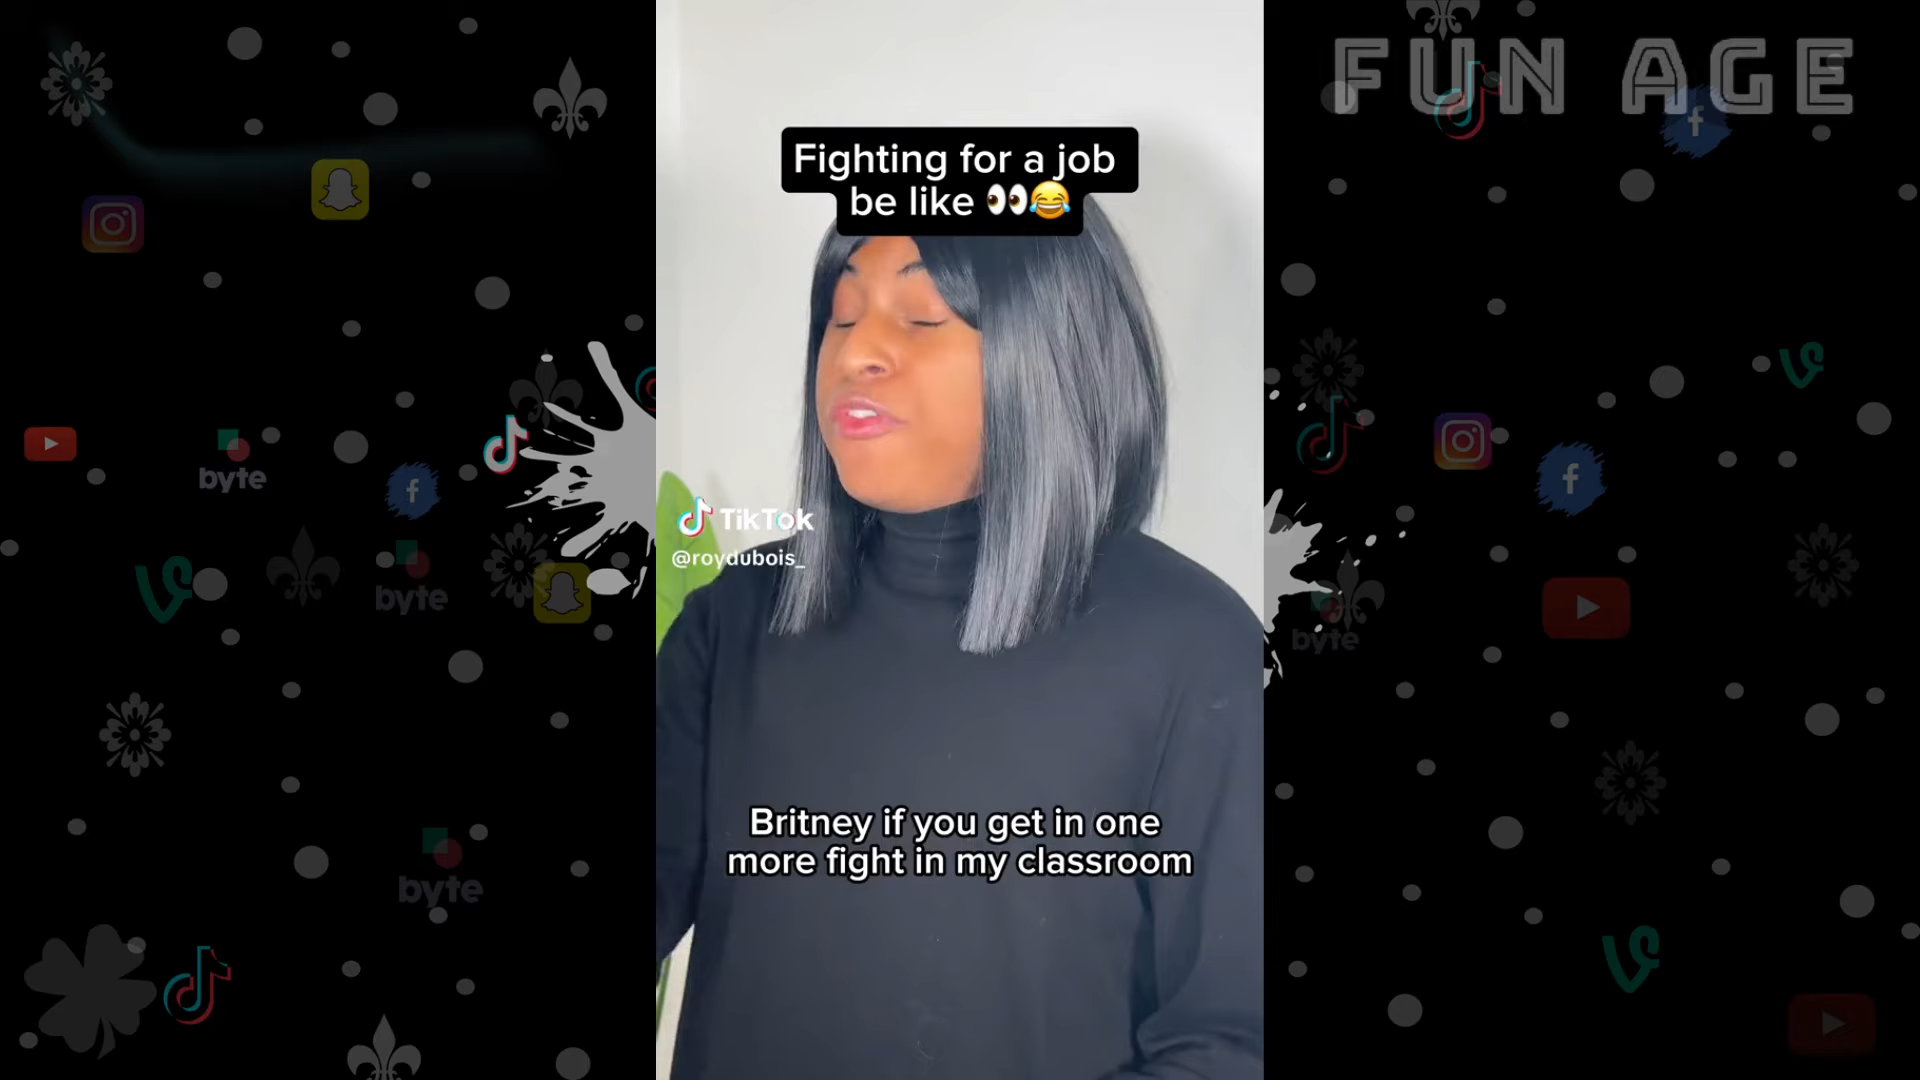 FUN AGE
Fighting for a job
be like 👀😂
TikTok
@roydubois_
Britney if you get in one
more fight in my classroom
byte
byte
byte
byte